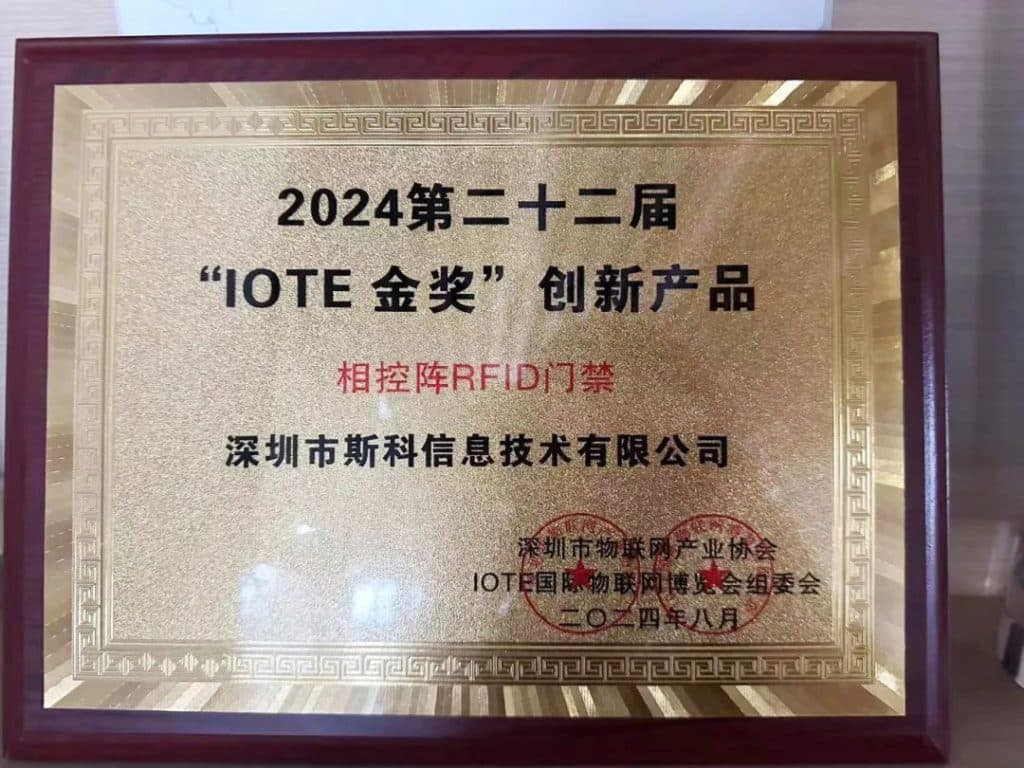 2024第二十二届
“IOTE 金奖”创新产品
相控阵RFID门禁
深圳市斯科信息技术有限公司
深圳市物联网产业协会
IOTE国际物联网博览会组委会
二〇二四年八月